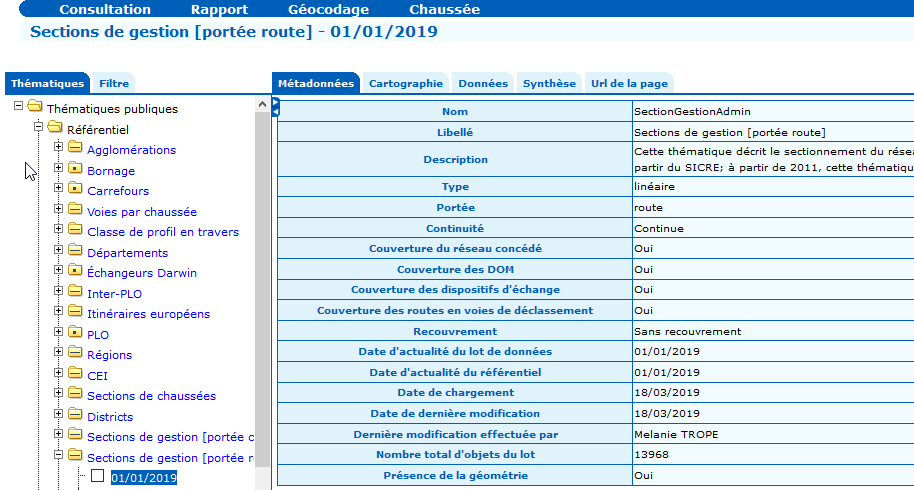 Consultation Rapport Géocodage Chaussée
Sections de gestion [portée route] - 01/01/2019
Thématiques Filtre
Thématiques publiques
Référentiel
Agglomérations
Bornage
Carrefours
Voies par chaussée
Classe de profil en travers
Départements
Échangeurs Darwin
Inter-PLO
Itinéraires européens
PLO
Régions
CEI
Sections de chaussées
Districts
Sections de gestion [portée c
Sections de gestion [portée r
01/01/2019
Métadonnées Cartographie Données Synthèse Url de la page
Nom SectionGestionAdmin
Libellé Sections de gestion [portée route]
Description Cette thématique décrit le sectionnement du résea
partir du SICRE; à partir de 2011, cette thématiqu
Type linéaire
Portée route
Continuité Continue
Couverture du réseau concédé Oui
Couverture des DOM Oui
Couverture des dispositifs d'échange Oui
Couverture des routes en voies de déclassement Oui
Recouvrement Sans recouvrement
Date d'actualité du lot de données 01/01/2019
Date d'actualité du référentiel 01/01/2019
Date de chargement 18/03/2019
Date de dernière modification 18/03/2019
Dernière modification effectuée par Melanie TROPE
Nombre total d'objets du lot 13968
Présence de la géométrie Oui